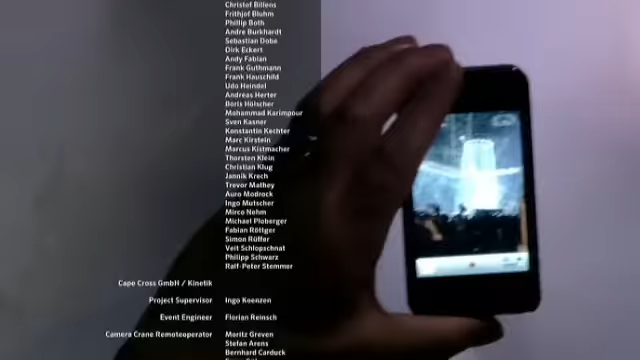 Christof Billens
Frithjof Bluhm
Phillip Both
Andre Burkhardt
Sebastian Dobe
Dirk Eckert
Andy Fabian
Frank Guthmann
Frank Hauschild
Udo Heindel
Andreas Herter
Boris Hölscher
Mohammad Karimpour
Sven Kasner
Konstantin Kechter
Marc Kirstein
Marcus Kistmacher
Thorsten Klein
Christian Klug
Jannik Krech
Trevor Malbey
Auro Modrock
Ingo Mutscher
Mirco Nehm
Michael Ploberger
Fabian Röttger
Simon Rüffer
Veit Schlopschnat
Philipp Schwarz
Ralf-Peter Stemmer
Cape Cross GmbH / Kinetik
Project Supervisor Ingo Koenzen
Event Engineer Florian Reinsch
Camera Crane Remoteoperator Moritz Greven
Stefan Arens
Bernhard Carduck